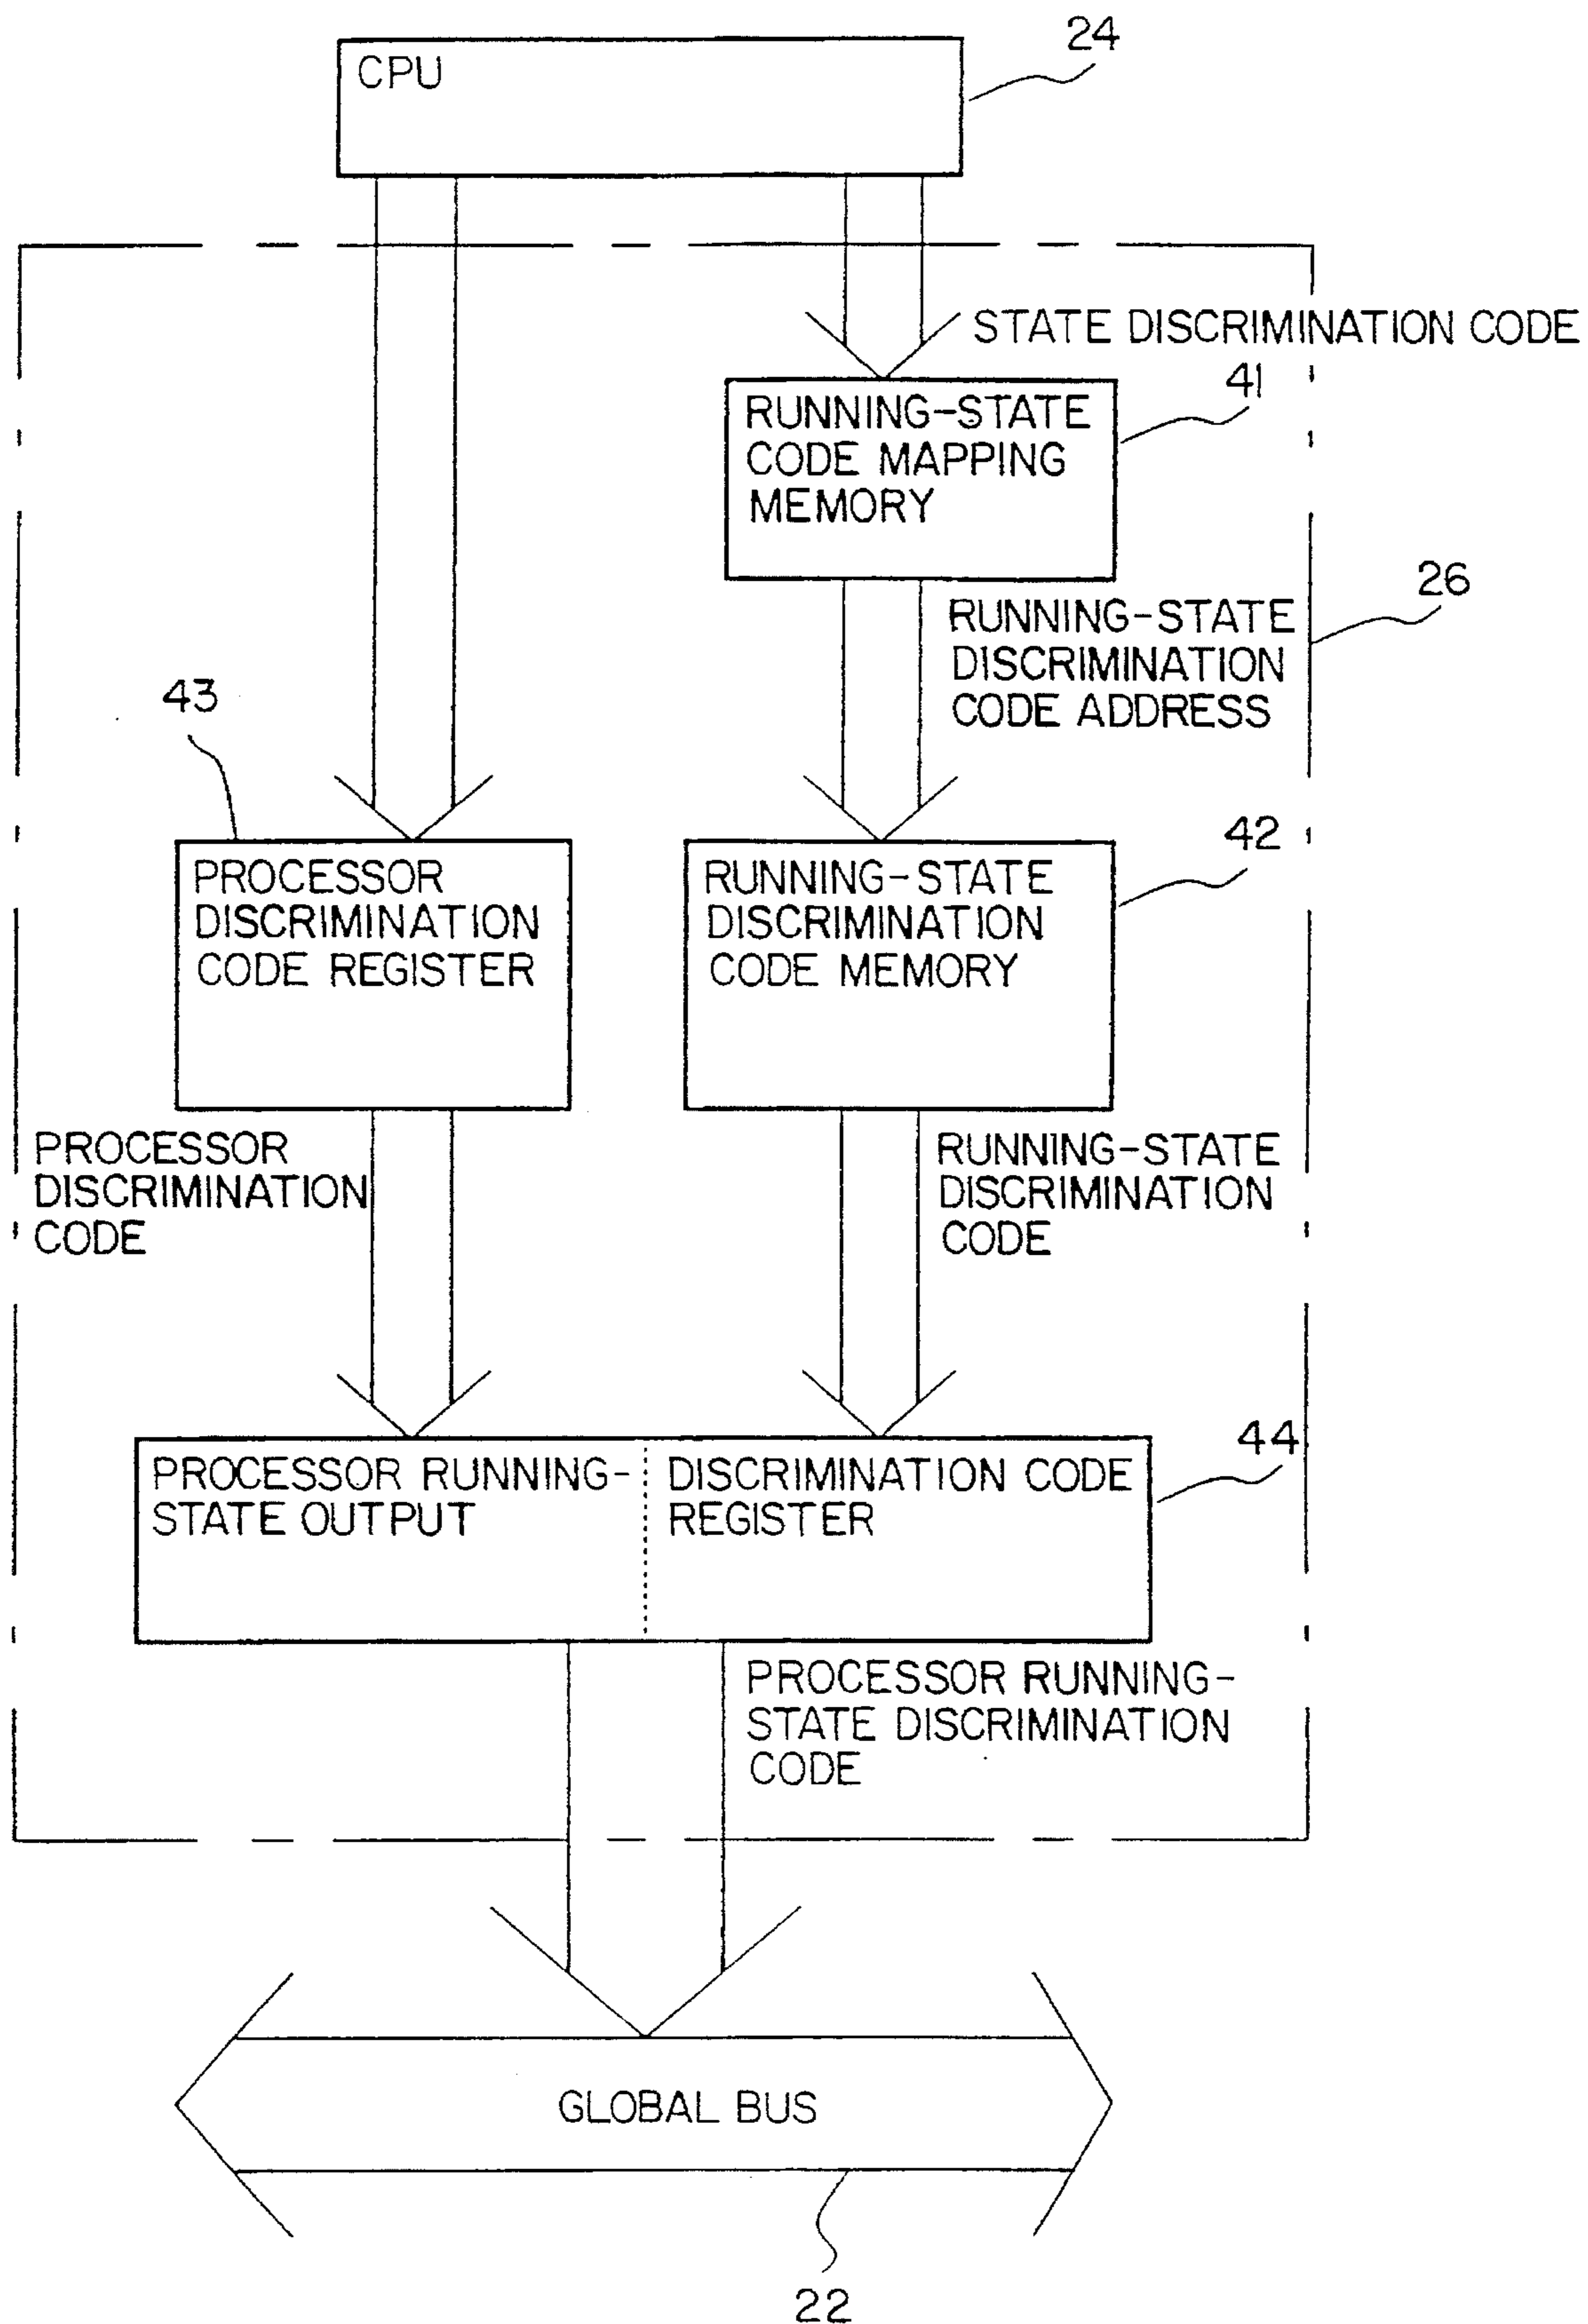 24
CPU
STATE DISCRIMINATION CODE
41
RUNNING-STATE
CODE MAPPING
MEMORY
26
RUNNING-STATE
DISCRIMINATION
CODE ADDRESS
43
42
PROCESSOR
DISCRIMINATION
CODE REGISTER
RUNNING-STATE
DISCRIMINATION
CODE MEMORY
PROCESSOR
DISCRIMINATION
CODE
RUNNING-STATE
DISCRIMINATION
CODE
44
PROCESSOR RUNNING-
STATE OUTPUT
DISCRIMINATION CODE
REGISTER
PROCESSOR RUNNING-
STATE DISCRIMINATION
CODE
GLOBAL BUS
22